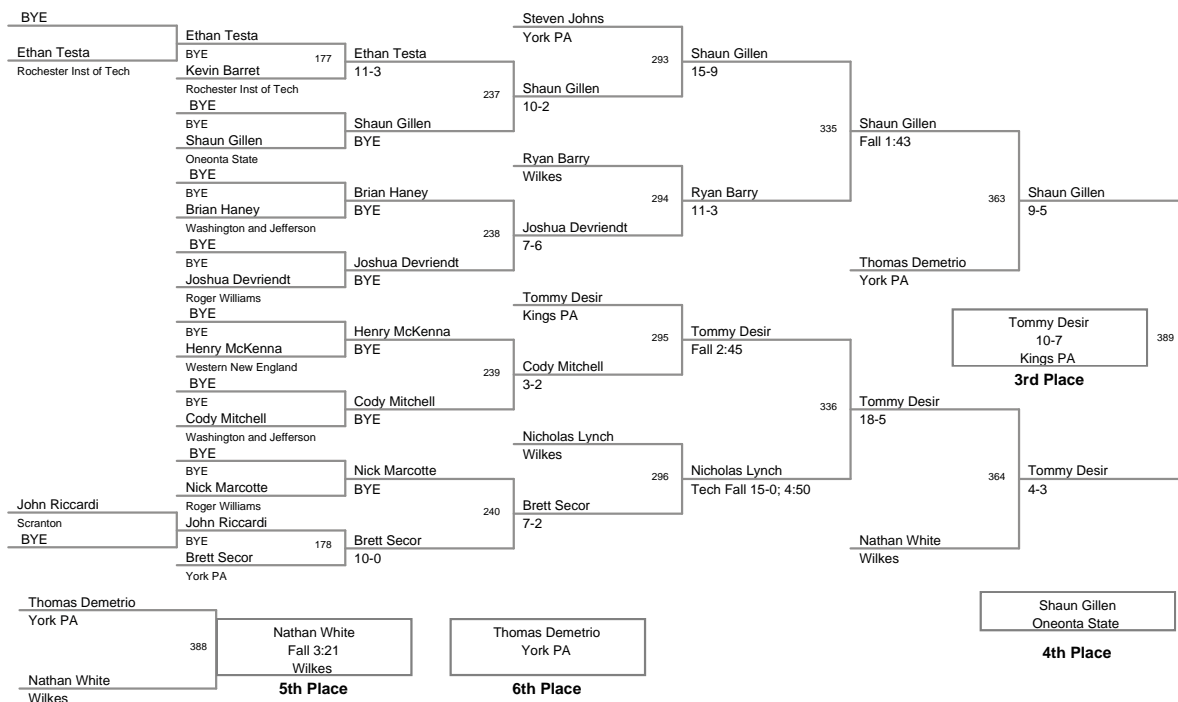 BYE
Ethan Testa
Rochester Inst of Tech
Ethan Testa
BYE
Kevin Barret
Rochester Inst of Tech
177
BYE
BYE
Shaun Gillen
Oneonta State
BYE
BYE
Brian Haney
Washington and Jefferson
BYE
BYE
Joshua Devriendt
Roger Williams
BYE
BYE
Henry McKenna
Western New England
BYE
BYE
Cody Mitchell
Washington and Jefferson
BYE
BYE
Nick Marcotte
Roger Williams
John Riccardi
Scranton
BYE
John Riccardi
BYE
Brett Secor
York PA
178
Ethan Testa
11-3
237
Shaun Gillen
BYE
Brian Haney
BYE
238
Joshua Devriendt
BYE
Henry McKenna
BYE
239
Cody Mitchell
BYE
Nick Marcotte
BYE
240
Brett Secor
10-0
Steven Johns
York PA
293
Shaun Gillen
10-2
Ryan Barry
Wilkes
294
Joshua Devriendt
7-6
Tommy Desir
Kings PA
295
Cody Mitchell
3-2
Nicholas Lynch
Wilkes
296
Brett Secor
7-2
Shaun Gillen
15-9
335
Ryan Barry
11-3
Tommy Desir
Fall 2:45
336
Nicholas Lynch
Tech Fall 15-0; 4:50
Shaun Gillen
Fall 1:43
363
Thomas Demetrio
York PA
Tommy Desir
18-5
364
Nathan White
Wilkes
Shaun Gillen
9-5
Tommy Desir
10-7
Kings PA
389
3rd Place
Tommy Desir
4-3
Shaun Gillen
Oneonta State
4th Place
Thomas Demetrio
York PA
388
Nathan White
Wilkes
Nathan White
Fall 3:21
Wilkes
5th Place
Thomas Demetrio
York PA
6th Place